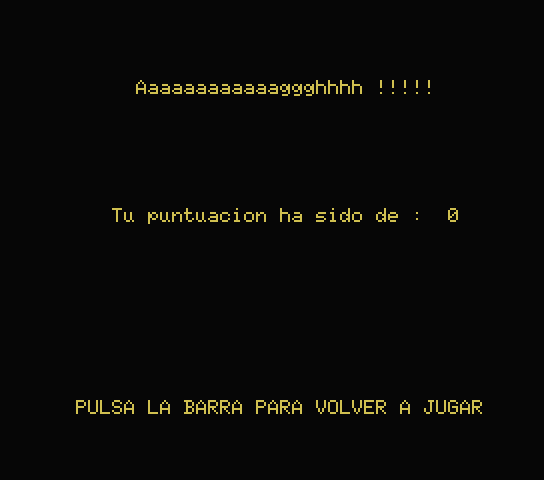 Aaaaaaaaaaaaggghhhh !!!!!
Tu puntuacion ha sido de :  0
PULSA LA BARRA PARA VOLVER A JUGAR